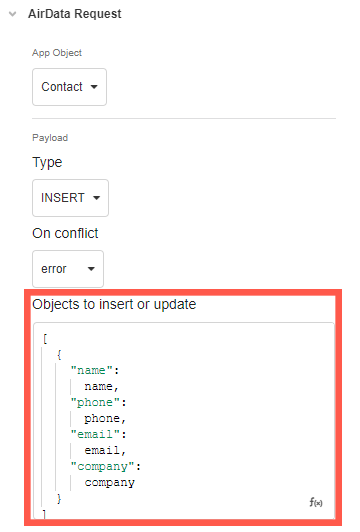 AirData Request
App Object
Contact
Payload
Type
INSERT
On conflict
error
Objects to insert or update
[
{
"name":
name,
"phone":
phone,
"email":
email,
"company":
company
}
]
f(x)